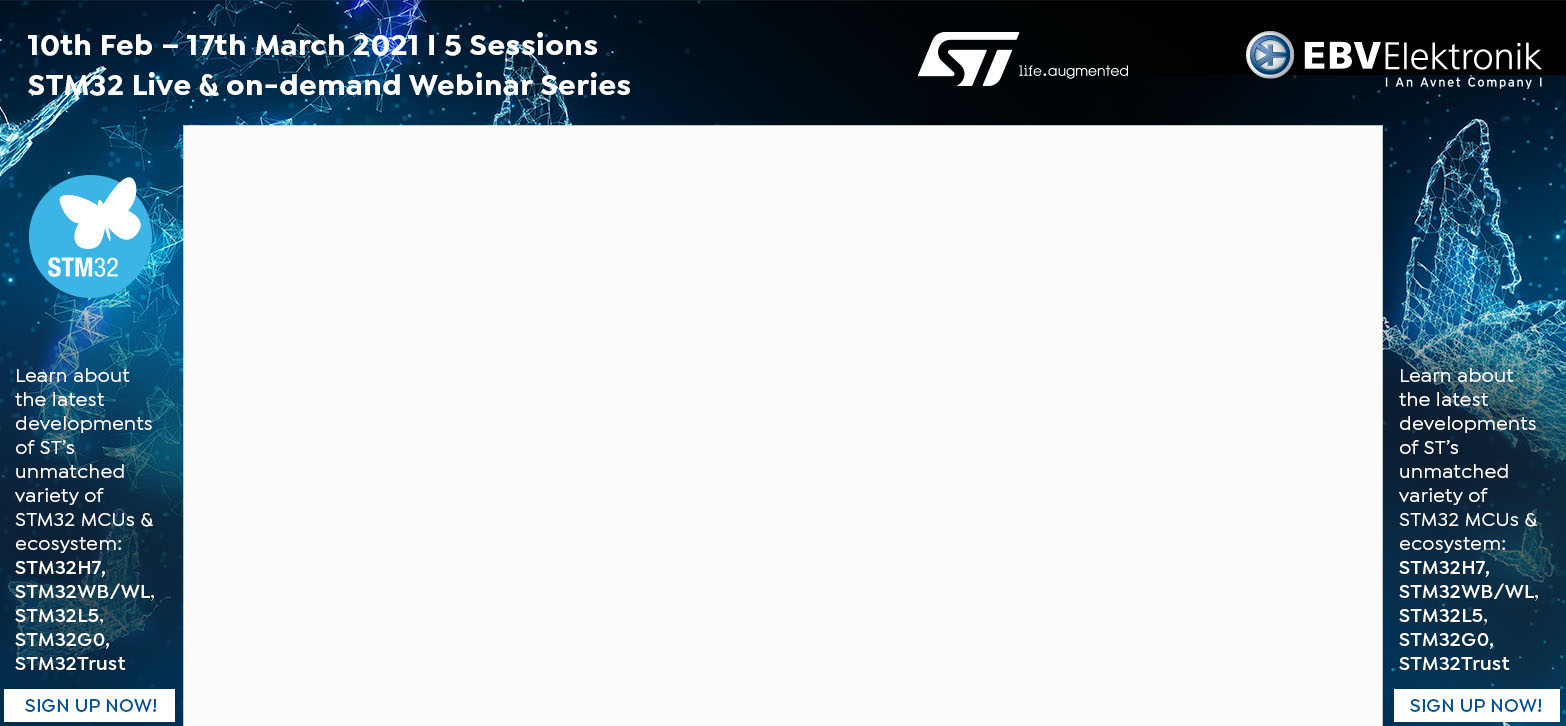 10th Feb – 17th March 2021 I 5 Sessions
STM32 Live & on-demand Webinar Series
ST
life.augmented
EBVElektronik
I An Avnet Company I
STM32
Learn about
the latest
developments
of ST’s
unmatched
variety of
STM32 MCUs &
ecosystem:
STM32H7,
STM32WB/WL,
STM32L5,
STM32G0,
STM32Trust
SIGN UP NOW!
Learn about
the latest
developments
of ST’s
unmatched
variety of
STM32 MCUs &
ecosystem:
STM32H7,
STM32WB/WL,
STM32L5,
STM32G0,
STM32Trust
SIGN UP NOW!